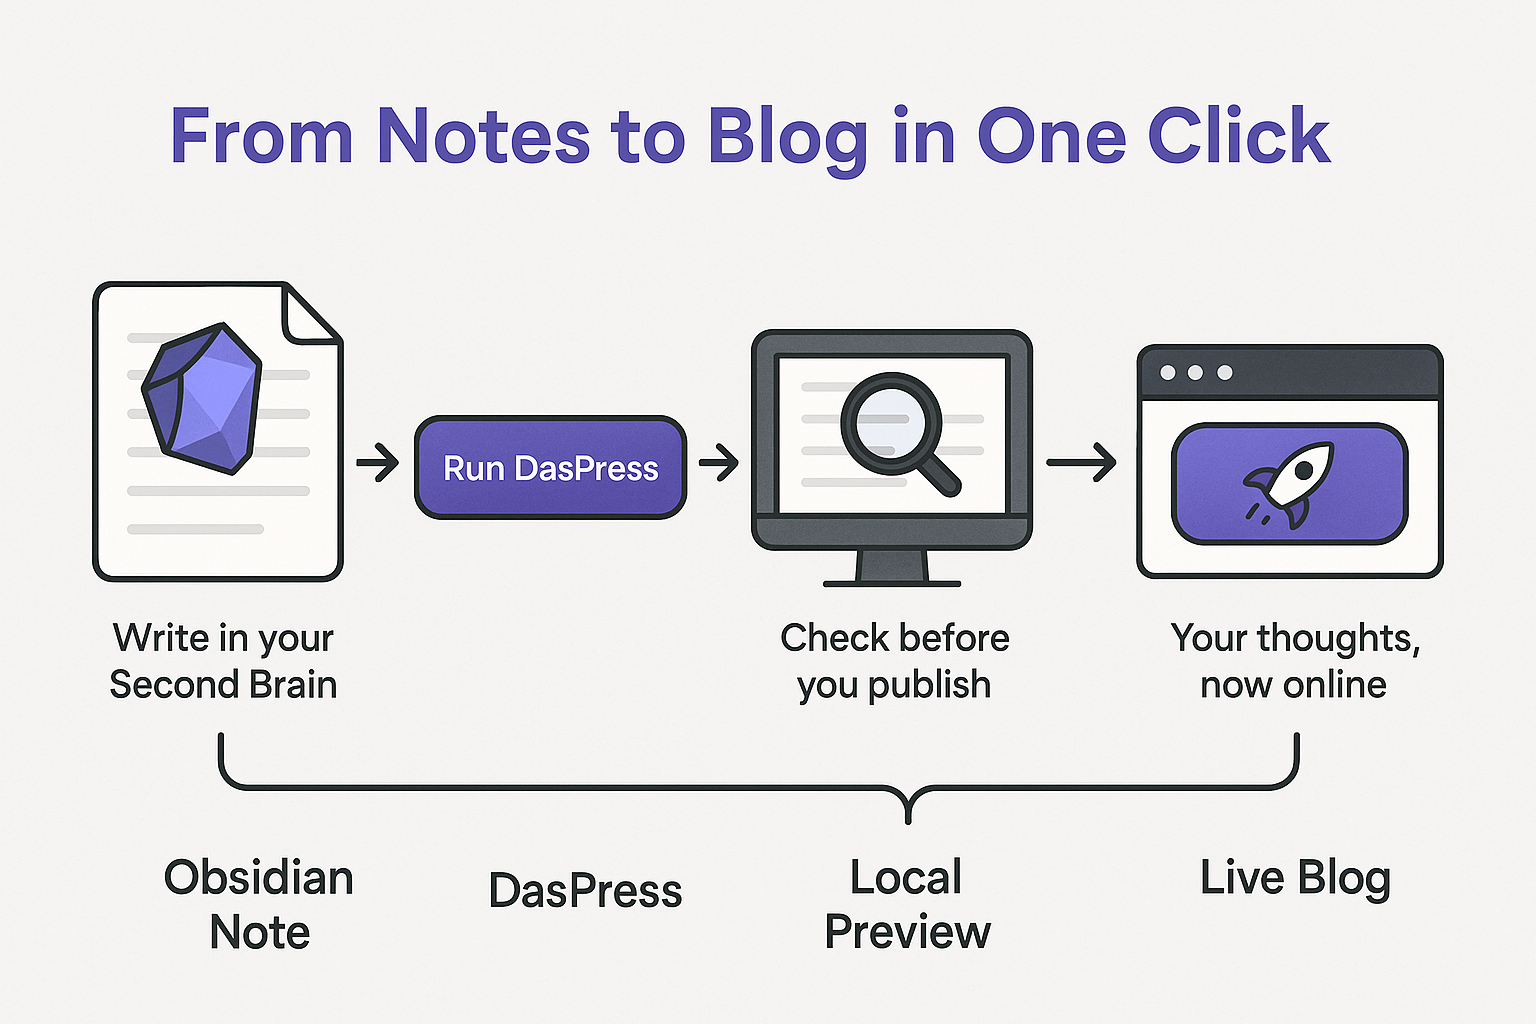 From Notes to Blog in One Click
Run DasPress
Write in your
Second Brain
Check before
you publish
Your thoughts,
now online
Obsidian
Note
DasPress
Local
Preview
Live Blog